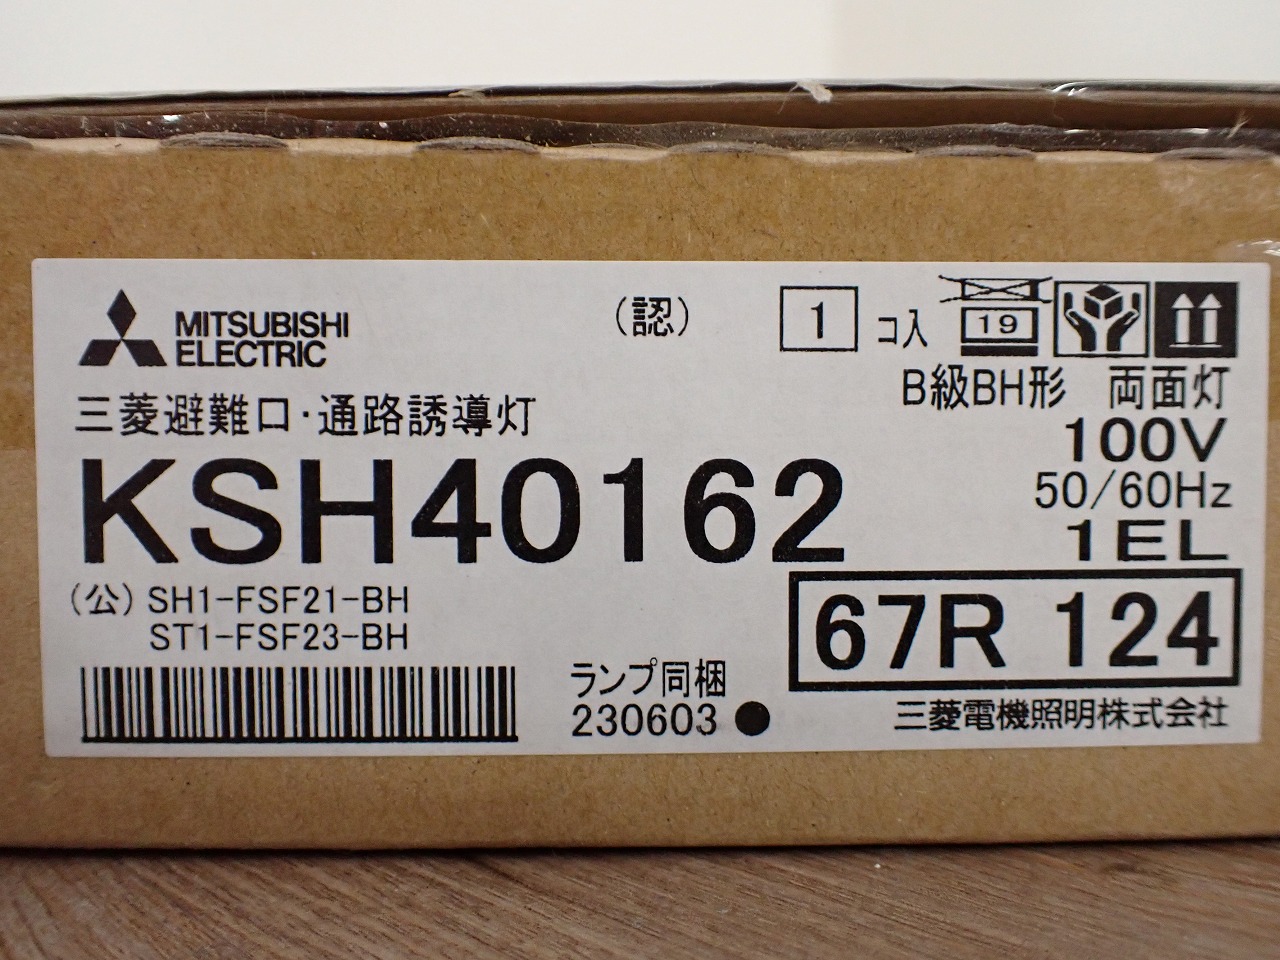 MITSUBISHI
ELECTRIC
(認)
1 コ入
19
三菱避難口・通路誘導灯
B級BH形 両面灯
100V
50/60Hz
1EL
KSH40162
(公) SH1-FSF21-BH
ST1-FSF23-BH
67R 124
ランプ同梱
230603●
三菱電機照明株式会社